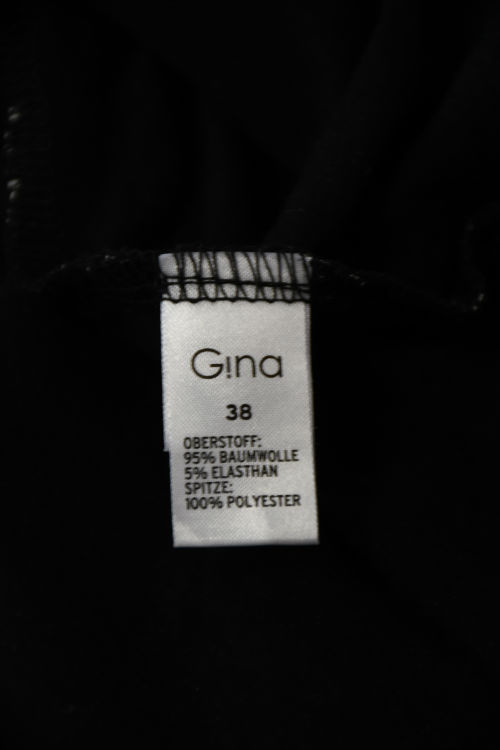 G!na
38
OBERSTOFF:
95% BAUMWOLLE
5% ELASTHAN
SPITZE:
100% POLYESTER